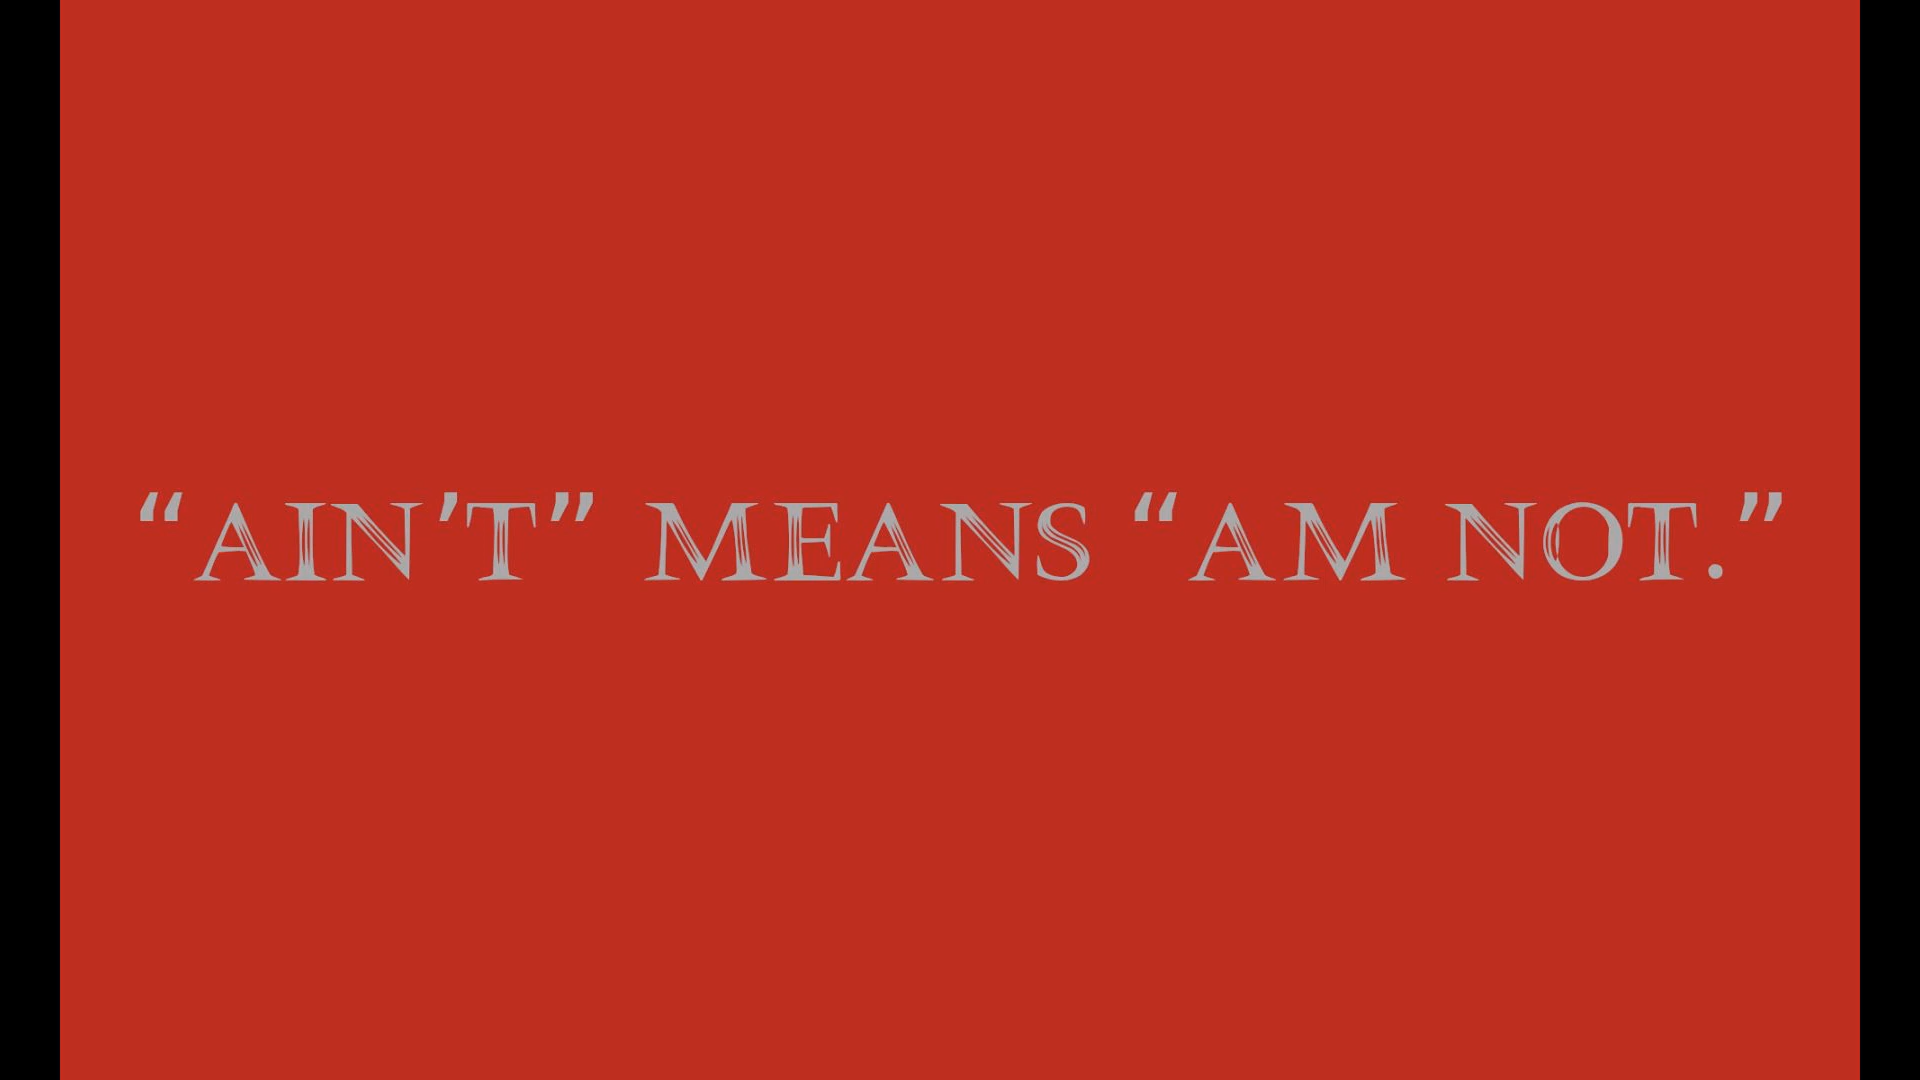 “AIN’T” MEANS “AM NOT.”